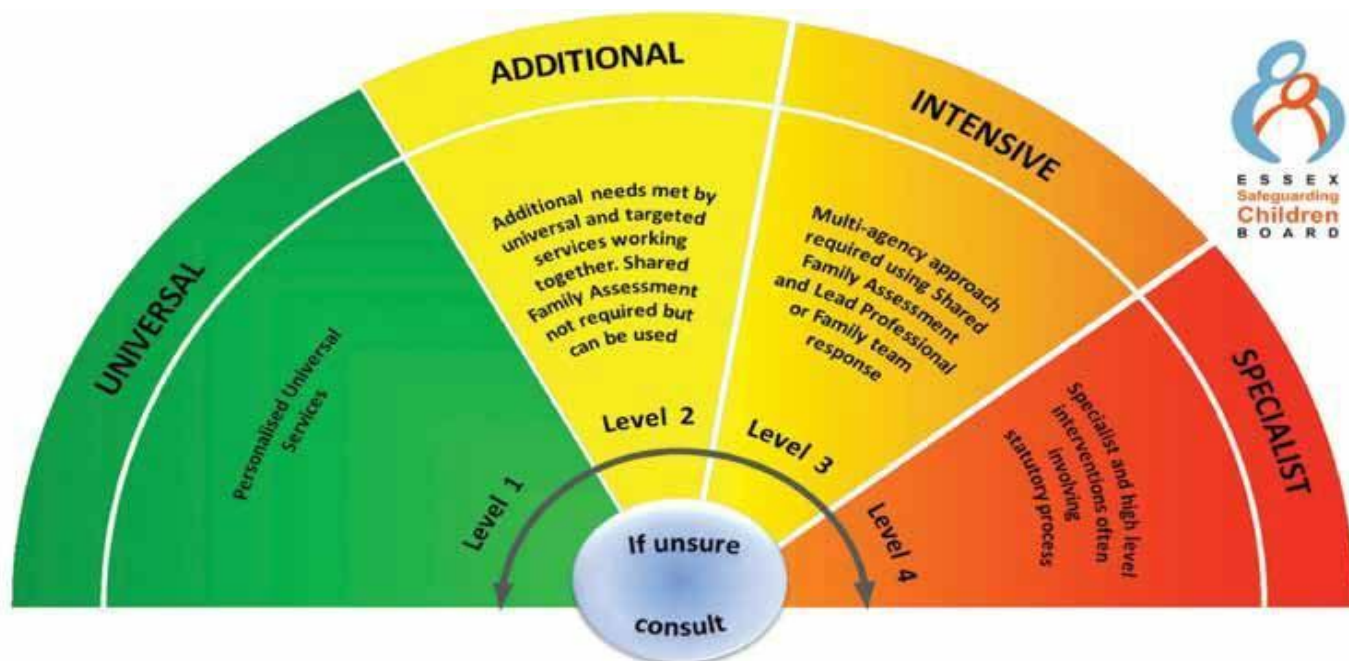 UNIVERSAL
Personalised Universal
Services
Level 1
ADDITIONAL
Additional needs met by
universal and targeted
services working
together. Shared
Family Assessment
not required but
can be used
Level 2
INTENSIVE
Multi-agency approach
required using Shared
Family Assessment
and Lead Professional
or Family team
response
Level 3
SPECIALIST
Specialist and high level
interventions often
involving
statutory process
Level 4
If unsure
consult
ESSEX
Safeguarding
Children
BOARD